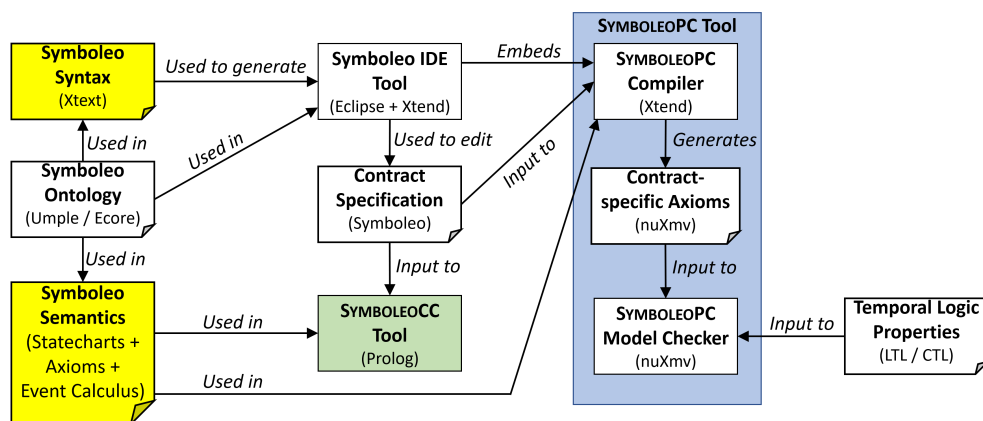 SYMBOLEOPC Tool
Symboleo
Syntax
(Xtext)
Used to generate
Symboleo IDE
Tool
(Eclipse + Xtend)
Embeds
SYMBOLEOPC
Compiler
(Xtend)
Used in
Used in
Used to edit
Input to
Generates
Symboleo
Ontology
(Umple / Ecore)
Contract
Specification
(Symboleo)
Contract-
specific Axioms
(nuXmv)
Used in
Input to
Input to
Symboleo
Semantics
(Statecharts +
Axioms +
Event Calculus)
Used in
SYMBOLEOCC
Tool
(Prolog)
SYMBOLEOPC
Model Checker
(nuXmv)
Input to
Temporal Logic
Properties
(LTL / CTL)
Used in